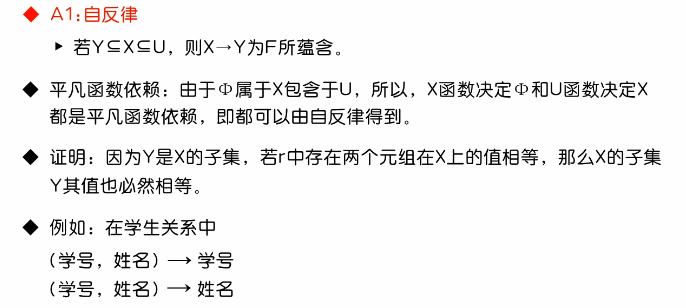 ◆ A1:自反律
▶ 若Y⊆X⊆U，则X→Y为F所蕴含。
◆ 平凡函数依赖：由于Φ属于X包含于U，所以，X函数决定Φ和U函数决定X
都是平凡函数依赖，即都可以由自反律得到。
◆ 证明：因为Y是X的子集，若r中存在两个元组在X上的值相等，那么X的子集
Y其值也必然相等。
◆ 例如：在学生关系中
(学号，姓名) → 学号
(学号，姓名) → 姓名